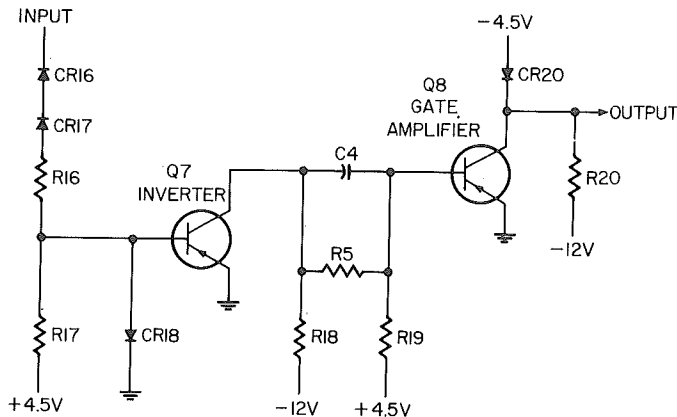 INPUT
CR16
CR17
R16
Q7
INVERTER
R17
CR18
+4.5V
C4
R5
R18
R19
-12V
+4.5V
Q8
GATE
AMPLIFIER
-4.5V
CR20
OUTPUT
R20
-12V